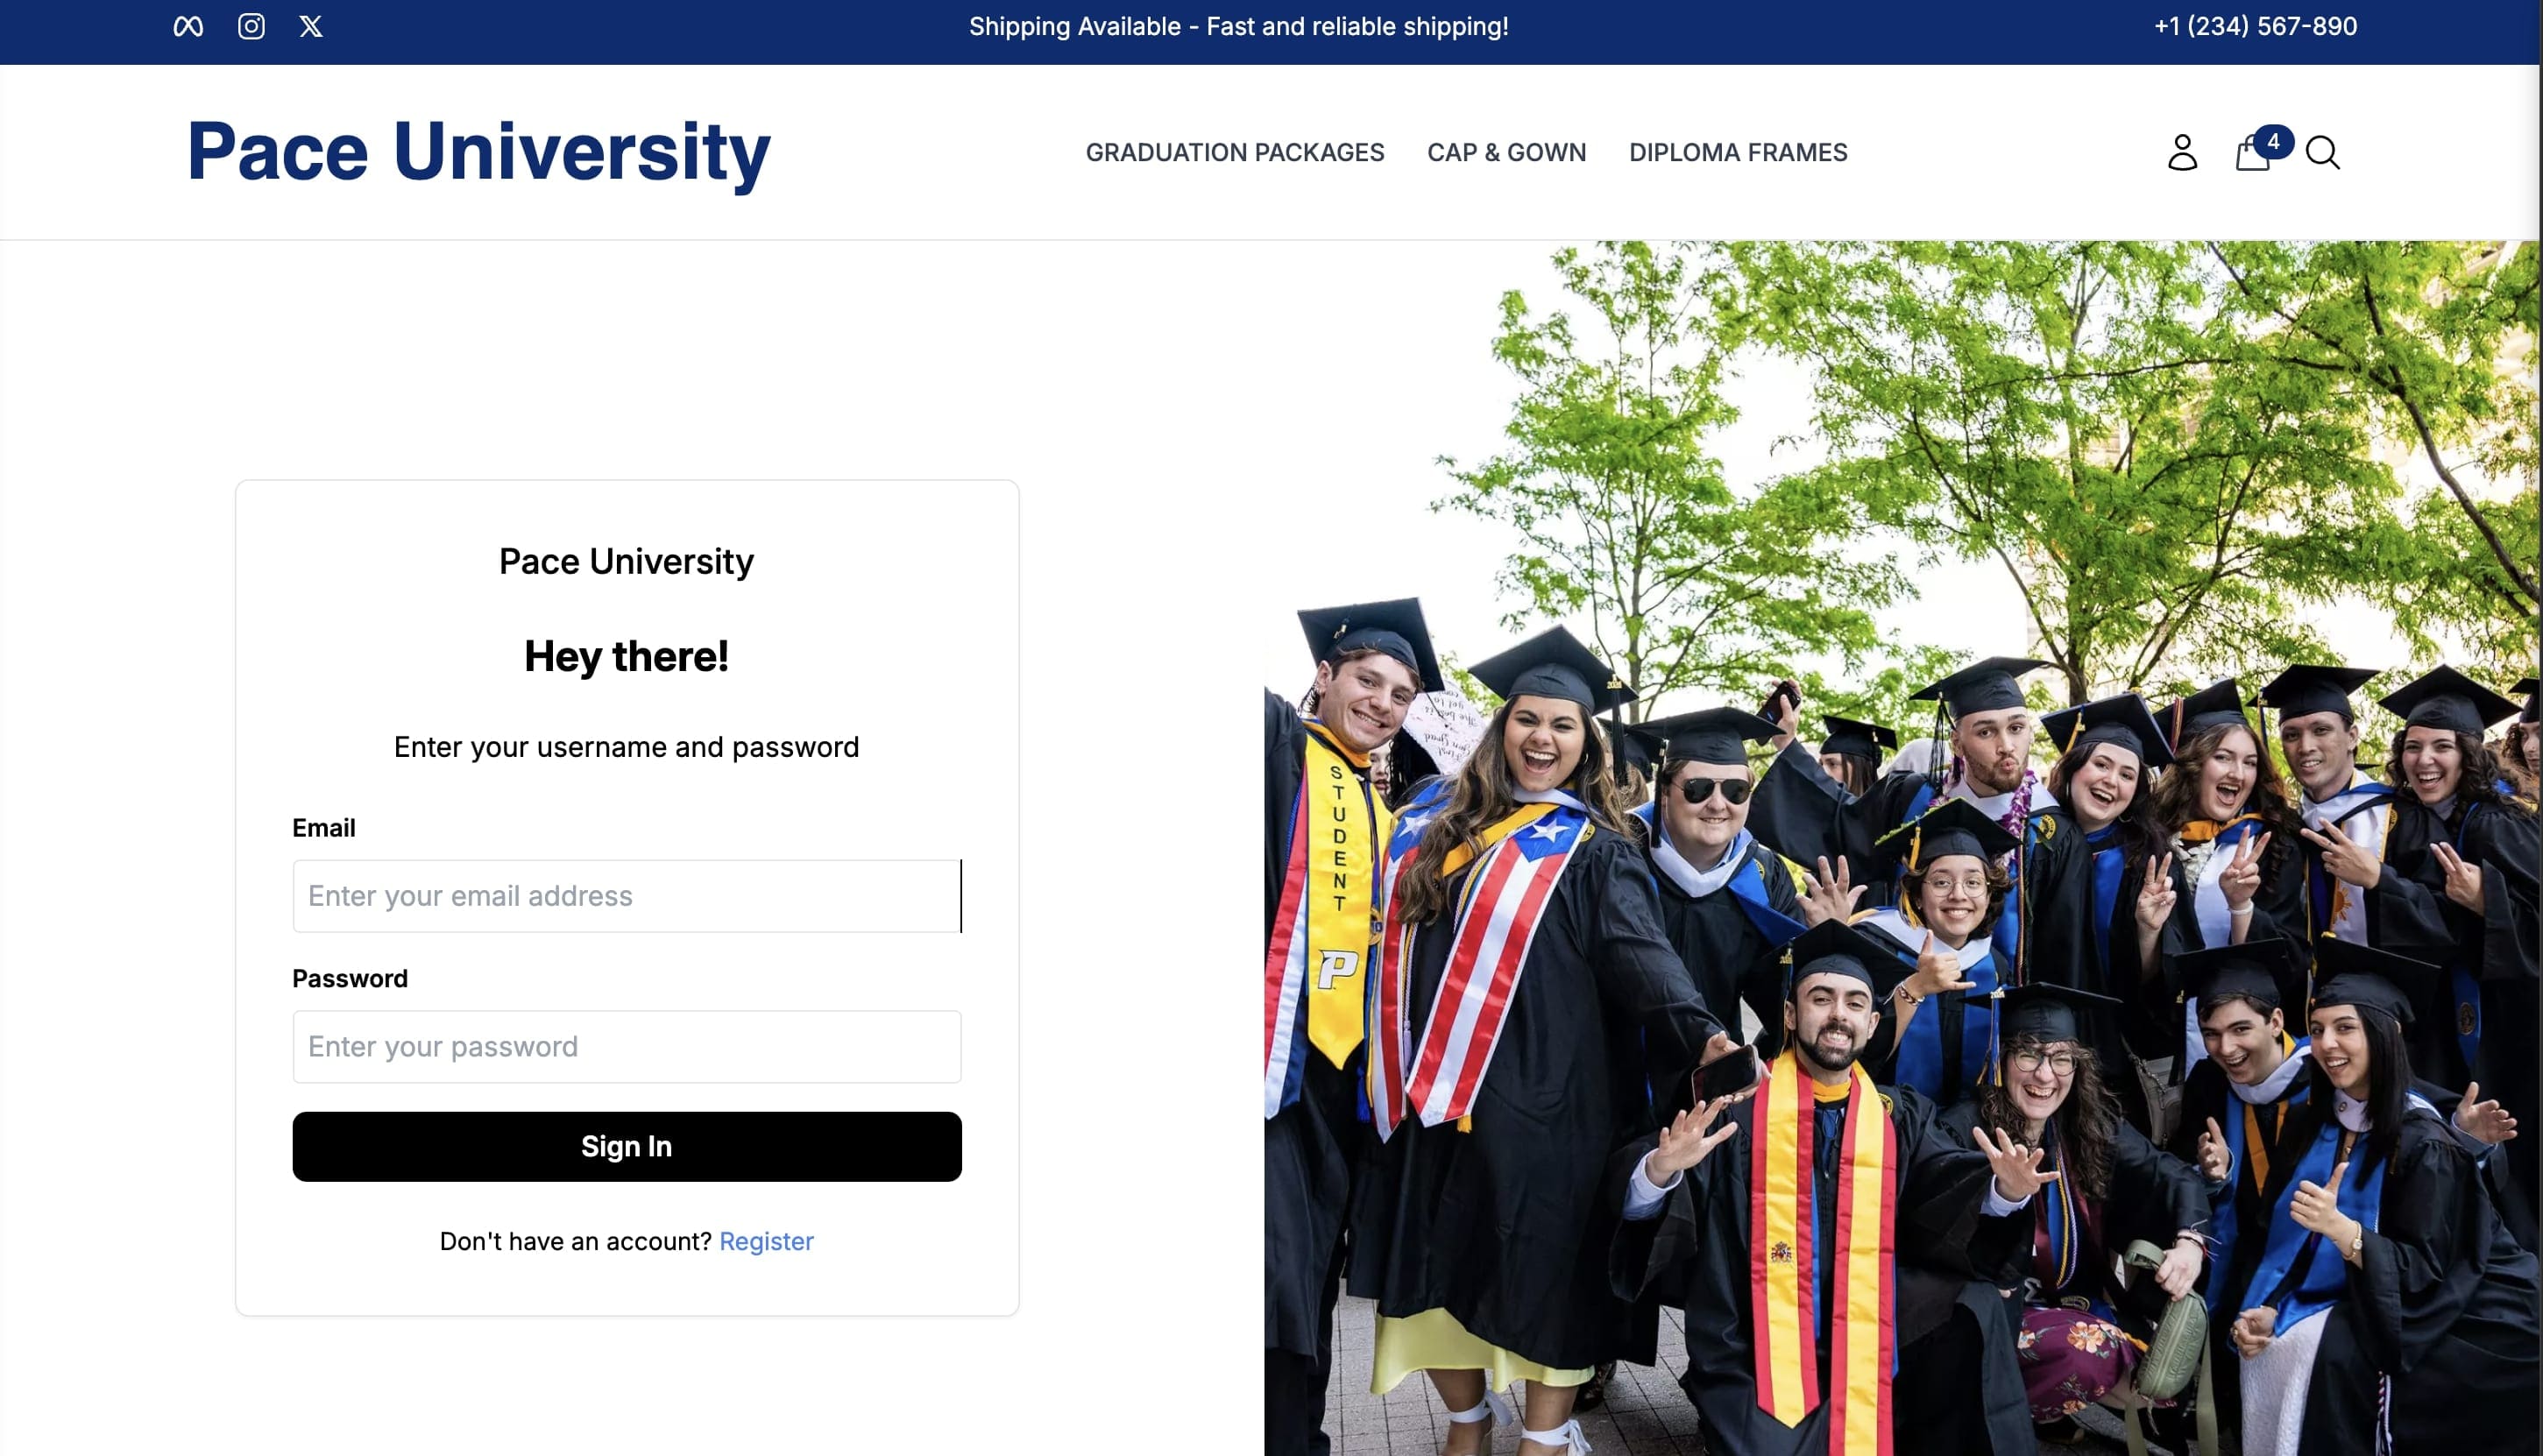 Shipping Available - Fast and reliable shipping!
+1 (234) 567-890
Pace University
GRADUATION PACKAGES
CAP & GOWN
DIPLOMA FRAMES
4
Pace University
Hey there!
Enter your username and password
Email
Enter your email address
Password
Enter your password
Sign In
Don't have an account? Register
STUDENT
P